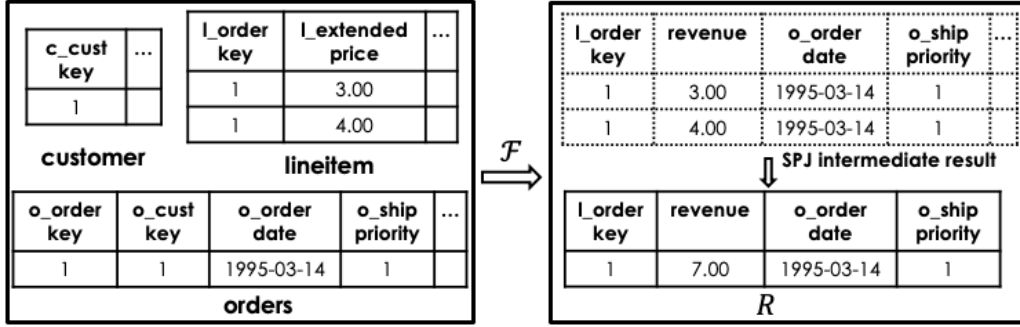 c_cust key ...
1
customer
l_order key l_extended price ...
1 3.00
1 4.00
lineitem
o_order key o_cust key o_order date o_ship priority ...
1 1 1995-03-14 1
orders
ℱ
l_order key revenue o_order date o_ship priority ...
1 3.00 1995-03-14 1
1 4.00 1995-03-14 1
SPJ intermediate result
l_order key revenue o_order date o_ship priority
1 7.00 1995-03-14 1
R